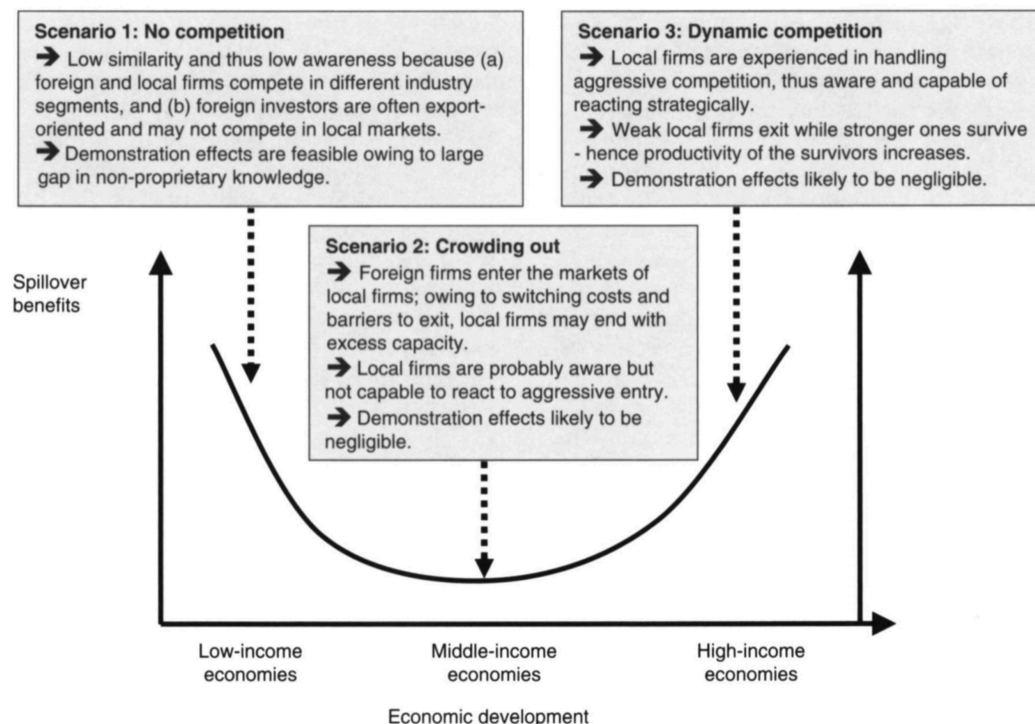 Scenario 1: No competition
➔ Low similarity and thus low awareness because (a)
foreign and local firms compete in different industry
segments, and (b) foreign investors are often export-
oriented and may not compete in local markets.
➔ Demonstration effects are feasible owing to large
gap in non-proprietary knowledge.
Scenario 3: Dynamic competition
➔ Local firms are experienced in handling
aggressive competition, thus aware and capable of
reacting strategically.
➔ Weak local firms exit while stronger ones survive
- hence productivity of the survivors increases.
➔ Demonstration effects likely to be negligible.
Scenario 2: Crowding out
➔ Foreign firms enter the markets of
local firms; owing to switching costs and
barriers to exit, local firms may end with
excess capacity.
➔ Local firms are probably aware but
not capable to react to aggressive entry.
➔ Demonstration effects likely to be
negligible.
Spillover
benefits
Low-income
economies
Middle-income
economies
High-income
economies
Economic development